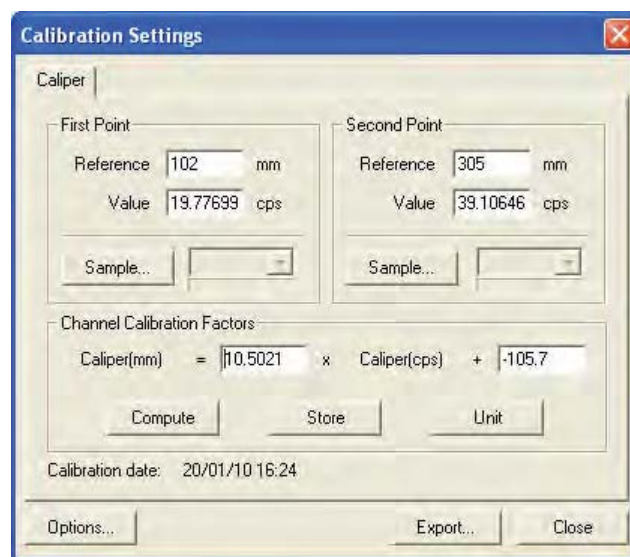 Calibration Settings
Caliper
First Point
Reference 102 mm
Value 19.77699 cps
Sample...
Second Point
Reference 305 mm
Value 39.10646 cps
Sample...
Channel Calibration Factors
Caliper(mm) = 10.5021 x Caliper(cps) + -105.7
Compute Store Unit
Calibration date: 20/01/10 16:24
Options... Export... Close